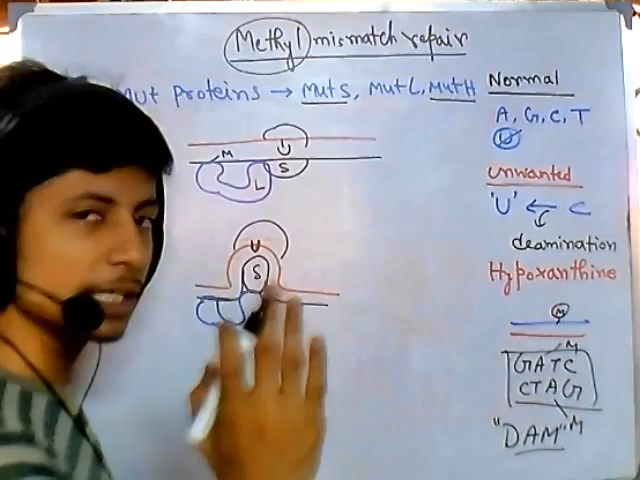 Methyl mismatch repair
mut proteins → MutS, MutL, MutH
M
U
S
L
U
S
Normal
A, G, C, T
U
unwanted
'U' ← C
deamination
Hypoxanthine
M
M
GATC
CTAG
M
"DAM"